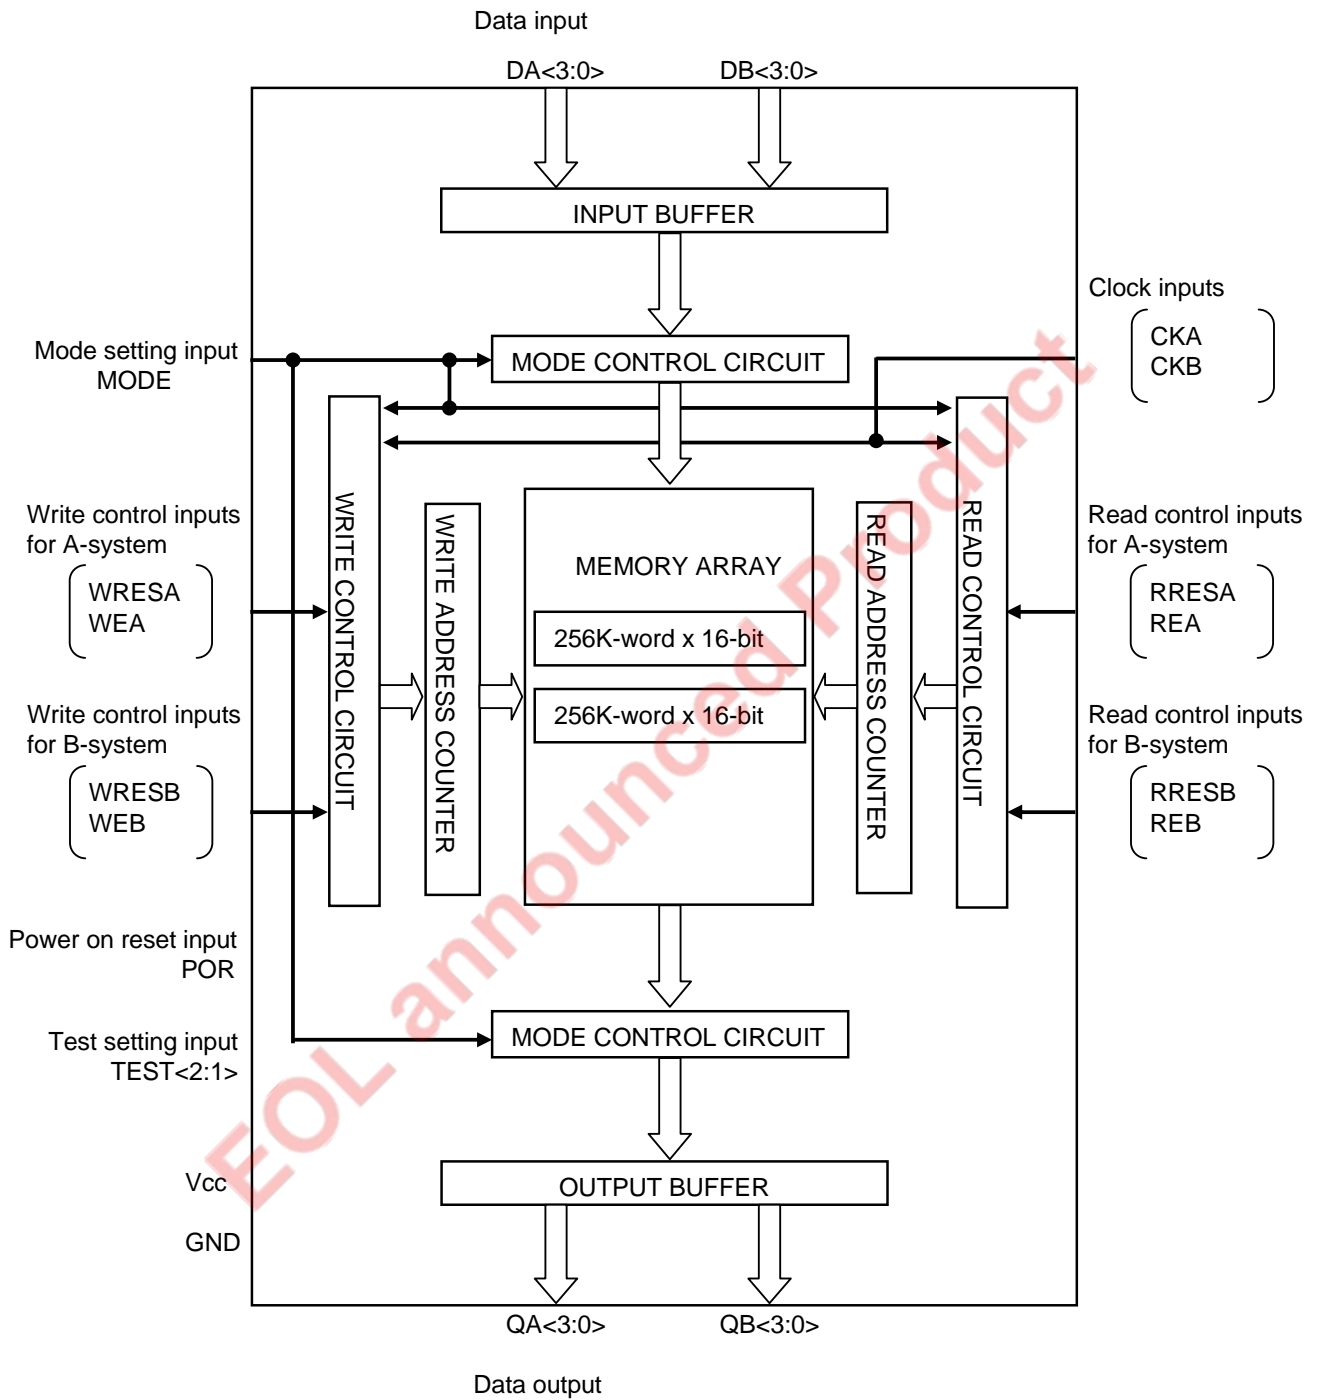 Data input
DA<3:0>
DB<3:0>
INPUT BUFFER
Clock inputs
CKA
CKB
Mode setting input
MODE
MODE CONTROL CIRCUIT
Write control inputs
for A-system
WRESA
WEA
Write control inputs
for B-system
WRESB
WEB
WRITE CONTROL CIRCUIT
WRITE ADDRESS COUNTER
MEMORY ARRAY
256K-word x 16-bit
256K-word x 16-bit
READ ADDRESS COUNTER
READ CONTROL CIRCUIT
Read control inputs
for A-system
RRESA
REA
Read control inputs
for B-system
RRESB
REB
Power on reset input
POR
Test setting input
TEST<2:1>
MODE CONTROL CIRCUIT
Vcc
GND
OUTPUT BUFFER
QA<3:0>
QB<3:0>
Data output
EOL announced Product